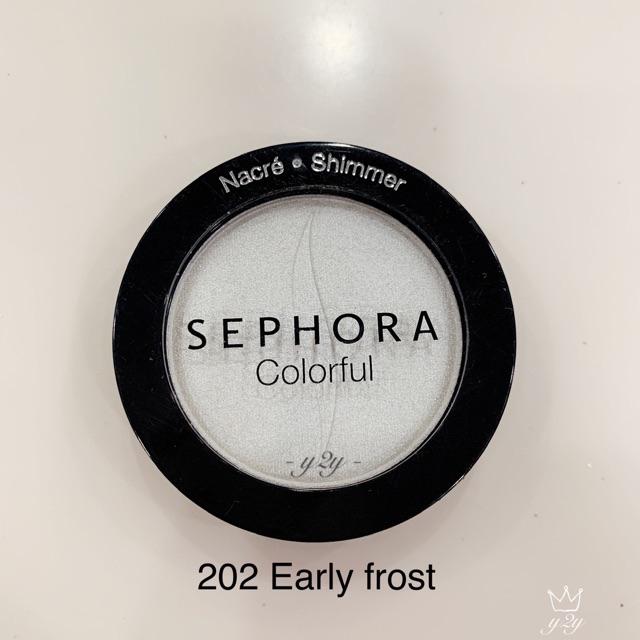 Nacré • Shimmer
SEPHORA
Colorful
- y2y -
202 Early frost
y2y